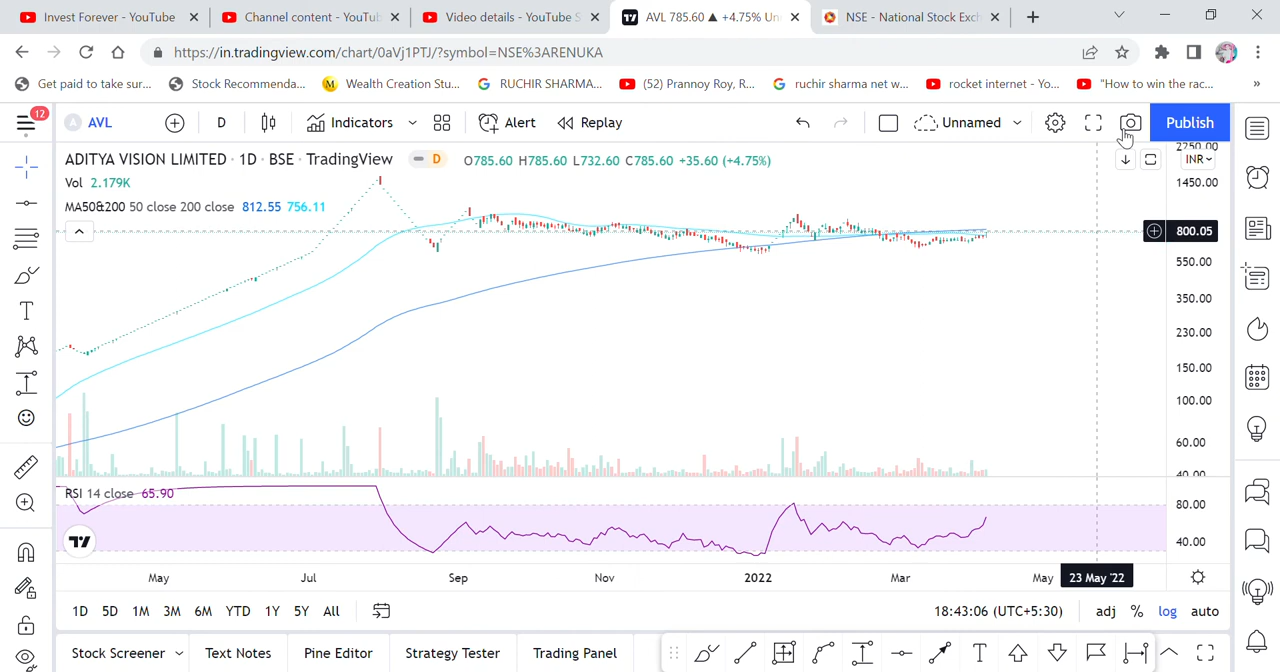 Invest Forever - YouTube
Channel content - YouTub
Video details - YouTube S
AVL 785.60 ▲ +4.75% Un
NSE - National Stock Exch
https://in.tradingview.com/chart/0aVj1PTJ/?symbol=NSE%3ARENUKA
Get paid to take sur...
Stock Recommenda...
Wealth Creation Stu...
RUCHIR SHARMA...
(52) Prannoy Roy, R...
ruchir sharma net w...
rocket internet - Yo...
"How to win the rac...
»
12
A AVL
D
Indicators
Alert
Replay
Unnamed
Publish
ADITYA VISION LIMITED · 1D · BSE · TradingView D O785.60 H785.60 L732.60 C785.60 +35.60 (+4.75%)
Vol 2.179K
MA50&200 50 close 200 close 812.55 756.11
2250.00
INR
1450.00
800.05
550.00
350.00
230.00
150.00
100.00
60.00
40.00
RSI 14 close 65.90
80.00
40.00
May Jul Sep Nov 2022 Mar May 23 May '22
1D 5D 1M 3M 6M YTD 1Y 5Y All
18:43:06 (UTC+5:30) adj % log auto
Stock Screener Text Notes Pine Editor Strategy Tester Trading Panel